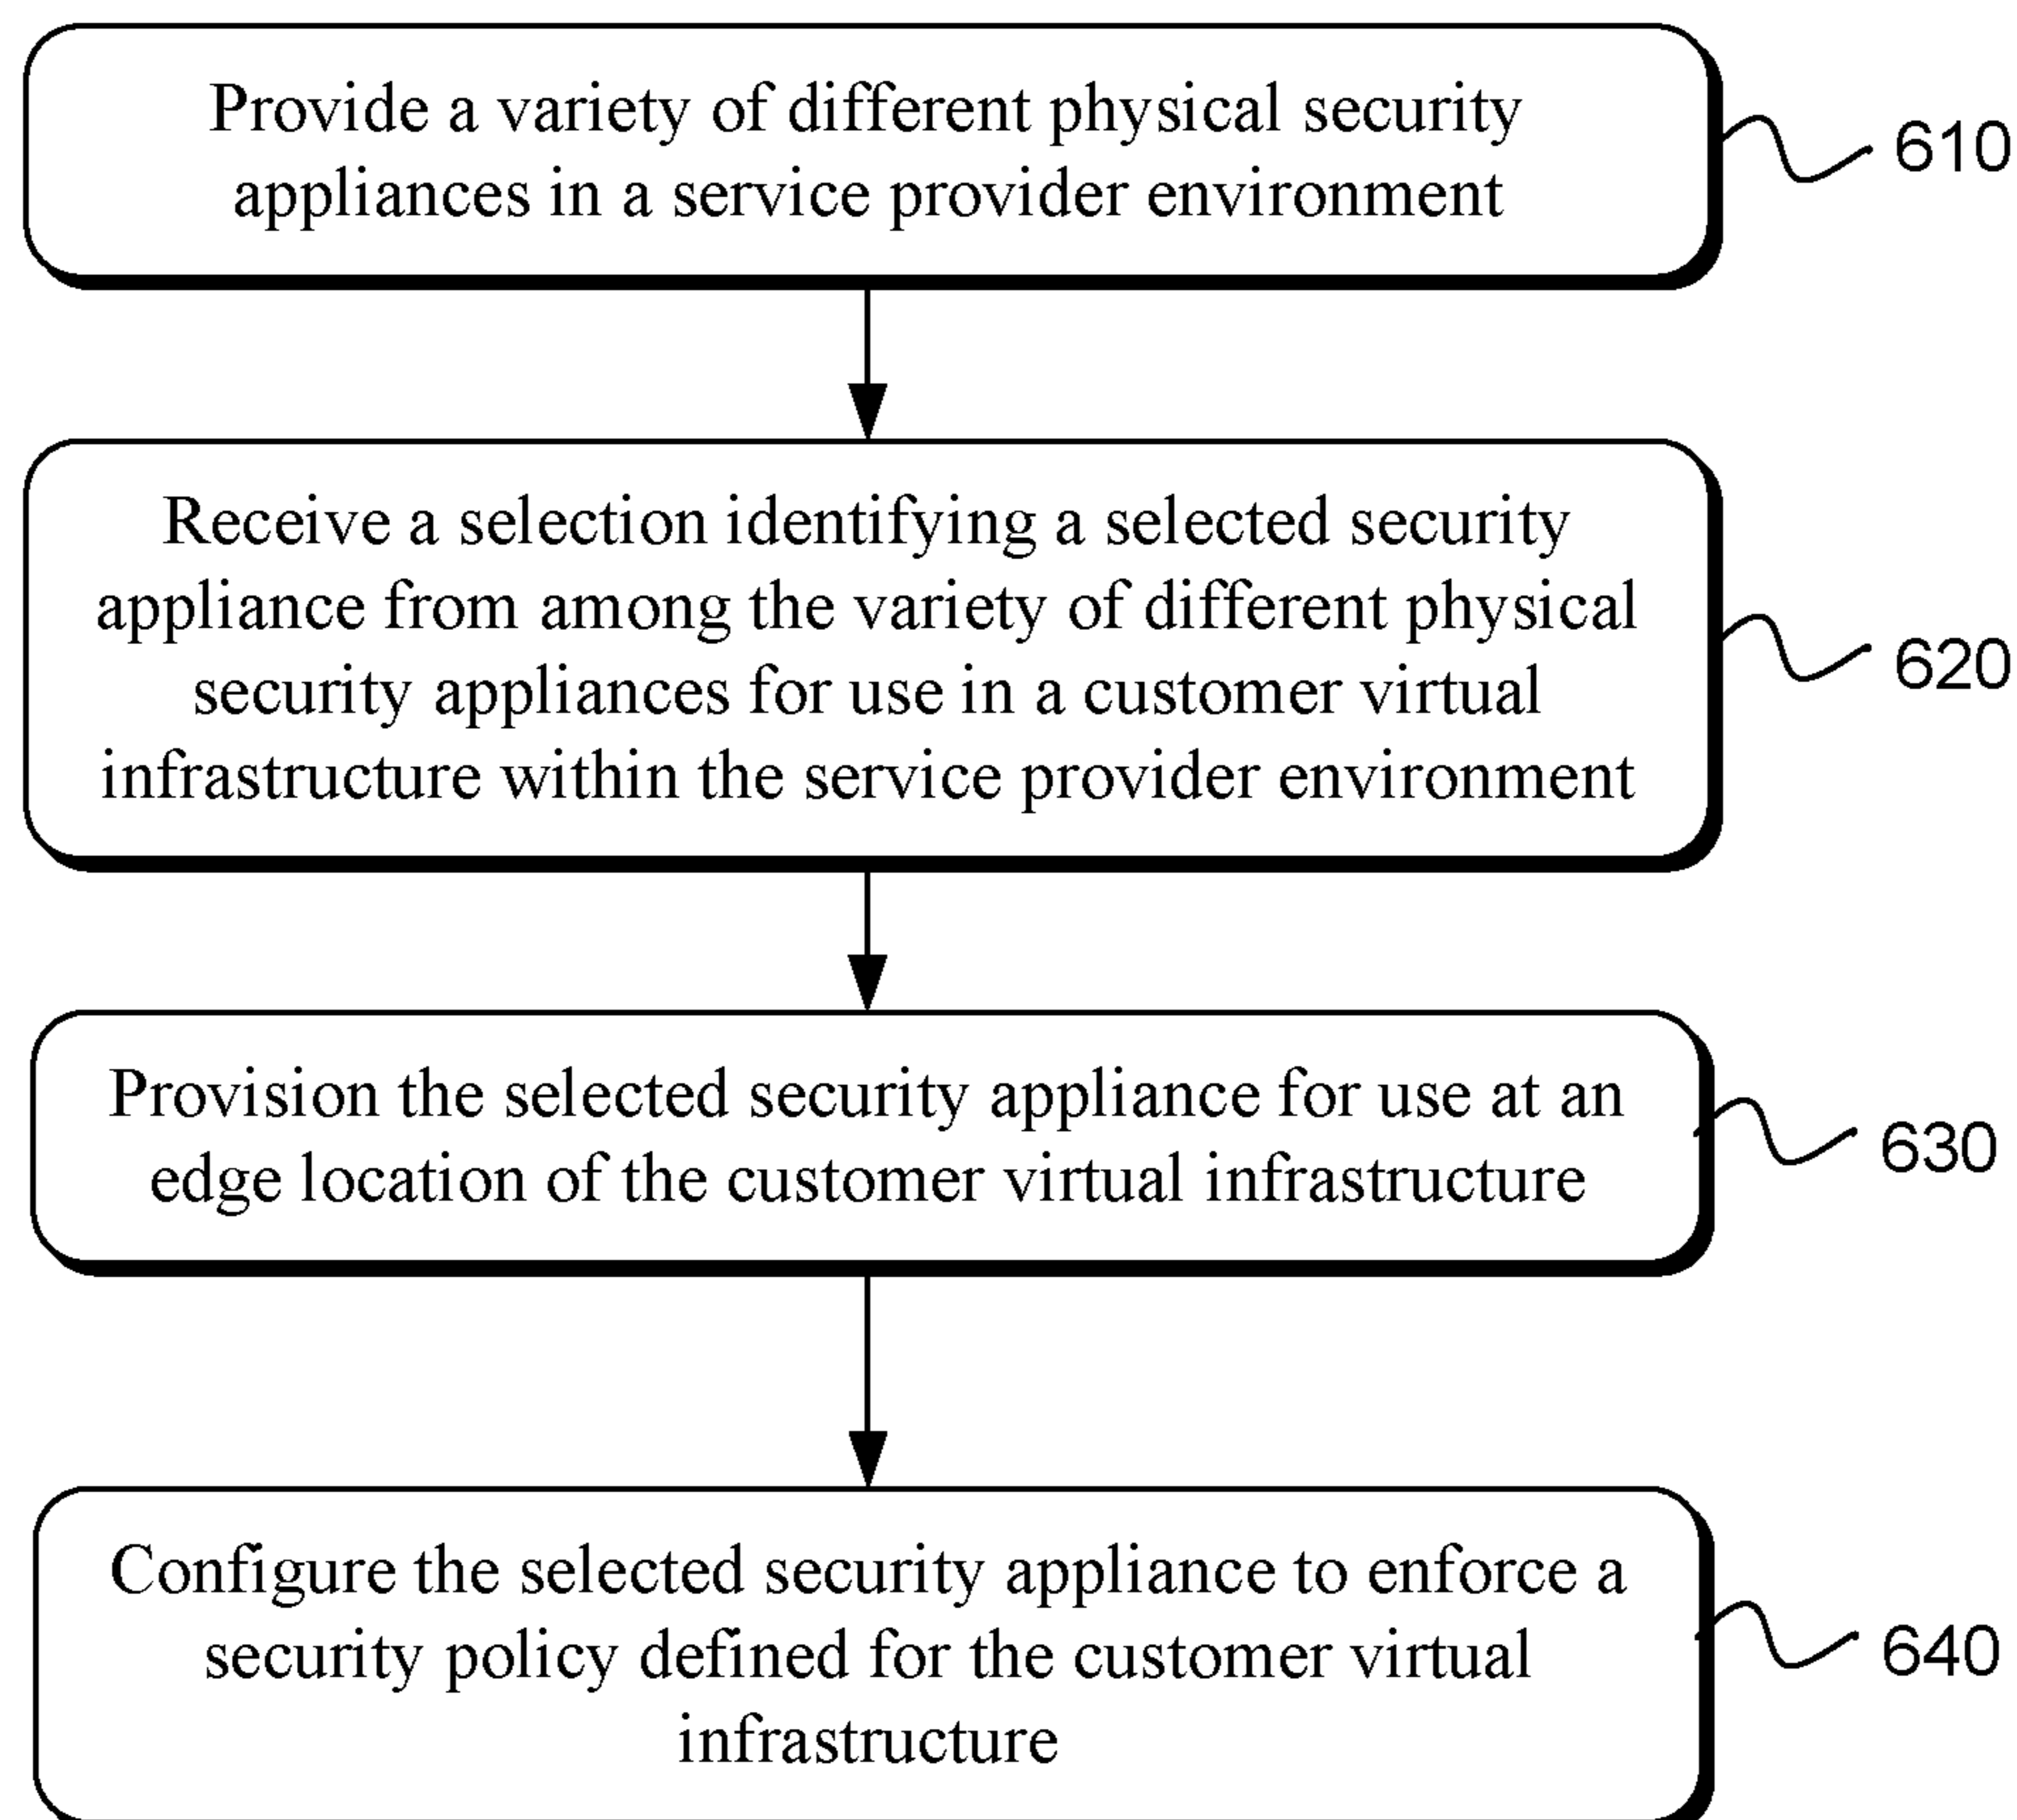 Provide a variety of different physical security
appliances in a service provider environment
610
Receive a selection identifying a selected security
appliance from among the variety of different physical
security appliances for use in a customer virtual
infrastructure within the service provider environment
620
Provision the selected security appliance for use at an
edge location of the customer virtual infrastructure
630
Configure the selected security appliance to enforce a
security policy defined for the customer virtual
infrastructure
640